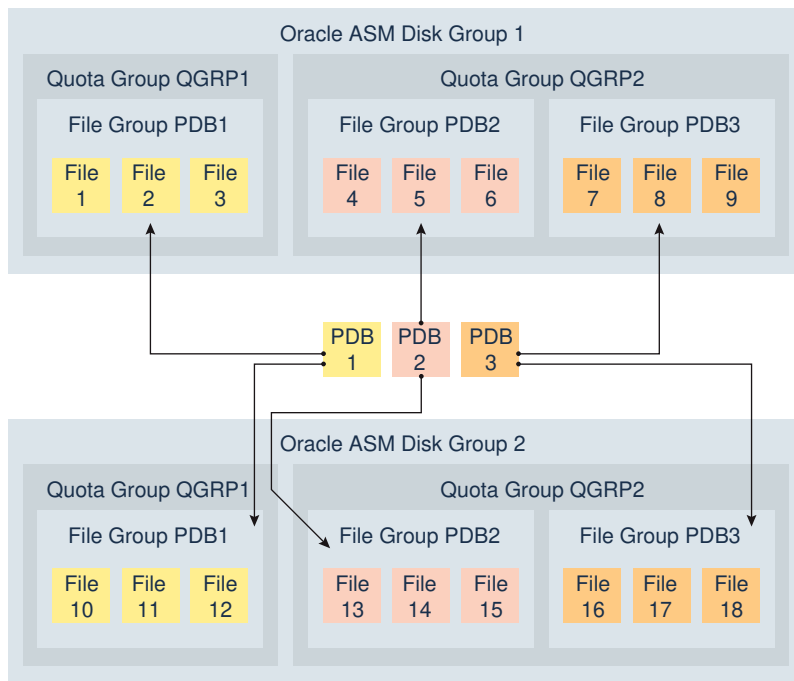 Oracle ASM Disk Group 1
Quota Group QGRP1
Quota Group QGRP2
File Group PDB1
File Group PDB2
File Group PDB3
File
1
File
2
File
3
File
4
File
5
File
6
File
7
File
8
File
9
PDB
1
PDB
2
PDB
3
Oracle ASM Disk Group 2
Quota Group QGRP1
Quota Group QGRP2
File Group PDB1
File Group PDB2
File Group PDB3
File
10
File
11
File
12
File
13
File
14
File
15
File
16
File
17
File
18